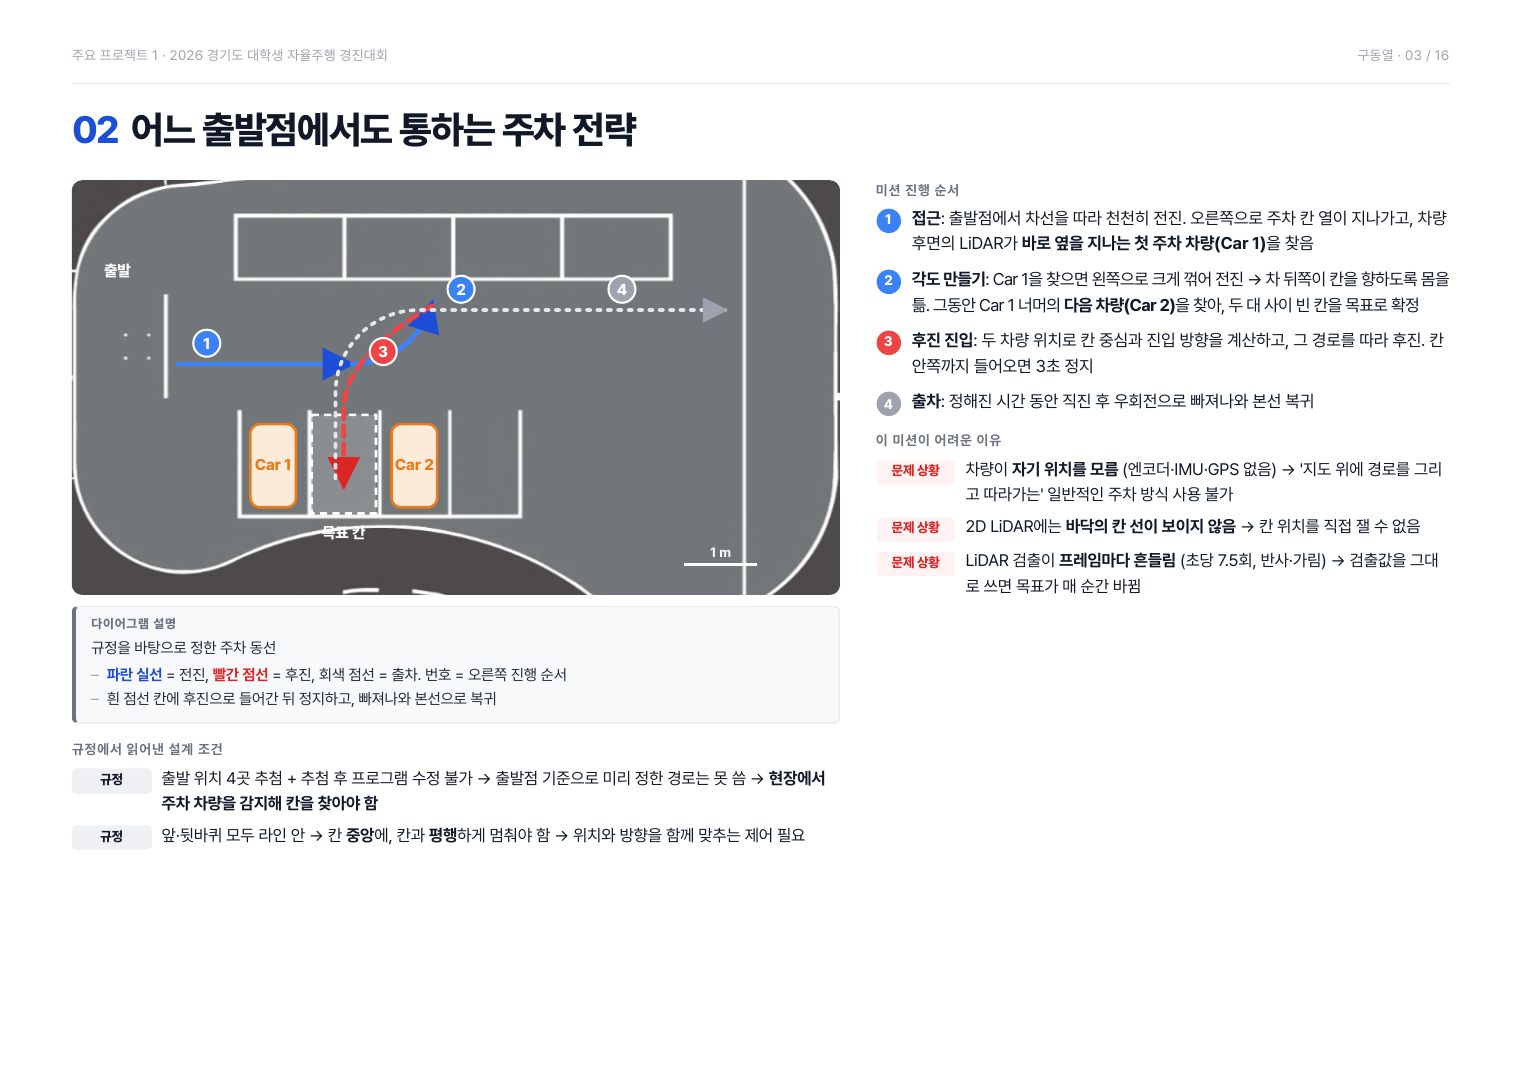 주요 프로젝트 1 · 2026 경기도 대학생 자율주행 경진대회
구동열 · 03 / 16
02 어느 출발점에서도 통하는 주차 전략
출발
1
2
3
4
Car 1
Car 2
목표 칸
1 m
다이어그램 설명
규정을 바탕으로 정한 주차 동선
– 파란 실선 = 전진, 빨간 점선 = 후진, 회색 점선 = 출차. 번호 = 오른쪽 진행 순서
– 흰 점선 칸에 후진으로 들어간 뒤 정지하고, 빠져나와 본선으로 복귀
규정에서 읽어낸 설계 조건
규정 출발 위치 4곳 추첨 + 추첨 후 프로그램 수정 불가 → 출발점 기준으로 미리 정한 경로는 못 씀 → 현장에서
주차 차량을 감지해 칸을 찾아야 함
규정 앞·뒷바퀴 모두 라인 안 → 칸 중앙에, 칸과 평행하게 멈춰야 함 → 위치와 방향을 함께 맞추는 제어 필요
미션 진행 순서
1 접근: 출발점에서 차선을 따라 천천히 전진. 오른쪽으로 주차 칸 열이 지나가고, 차량
후면의 LiDAR가 바로 옆을 지나는 첫 주차 차량(Car 1)을 찾음
2 각도 만들기: Car 1을 찾으면 왼쪽으로 크게 꺾어 전진 → 차 뒤쪽이 칸을 향하도록 몸을
틂. 그동안 Car 1 너머의 다음 차량(Car 2)을 찾아, 두 대 사이 빈 칸을 목표로 확정
3 후진 진입: 두 차량 위치로 칸 중심과 진입 방향을 계산하고, 그 경로를 따라 후진. 칸
안쪽까지 들어오면 3초 정지
4 출차: 정해진 시간 동안 직진 후 우회전으로 빠져나와 본선 복귀
이 미션이 어려운 이유
문제 상황 차량이 자기 위치를 모름 (엔코더·IMU·GPS 없음) → '지도 위에 경로를 그리
고 따라가는' 일반적인 주차 방식 사용 불가
문제 상황 2D LiDAR에는 바닥의 칸 선이 보이지 않음 → 칸 위치를 직접 잴 수 없음
문제 상황 LiDAR 검출이 프레임마다 흔들림 (초당 7.5회, 반사·가림) → 검출값을 그대
로 쓰면 목표가 매 순간 바뀜